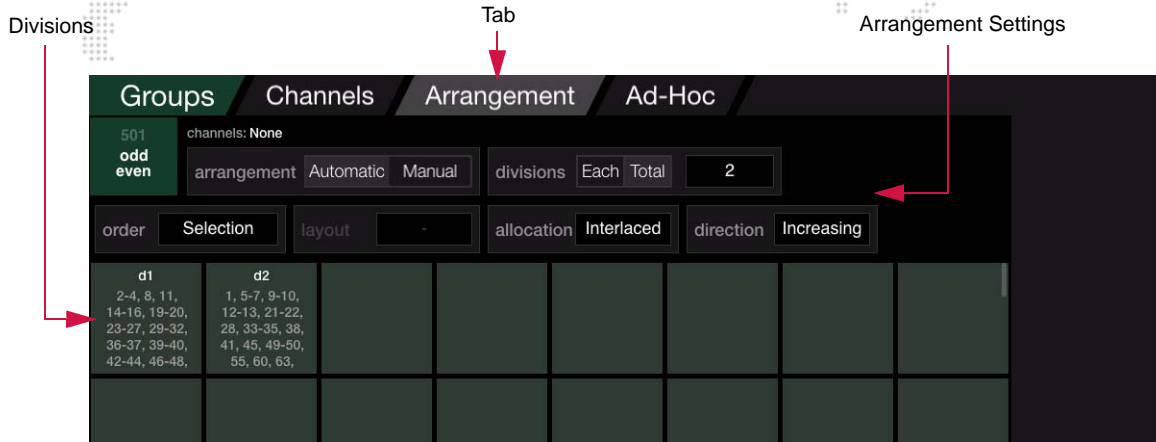 Divisions
Tab
Arrangement Settings
Groups Channels Arrangement Ad-Hoc
501
odd
even
channels: None
arrangement Automatic Manual divisions Each Total 2
order Selection layout - allocation Interlaced direction Increasing
d1
2-4, 8, 11,
14-16, 19-20,
23-27, 29-32,
36-37, 39-40,
42-44, 46-48,
d2
1, 5-7, 9-10,
12-13, 21-22,
28, 33-35, 38,
41, 45, 49-50,
55, 60, 63,